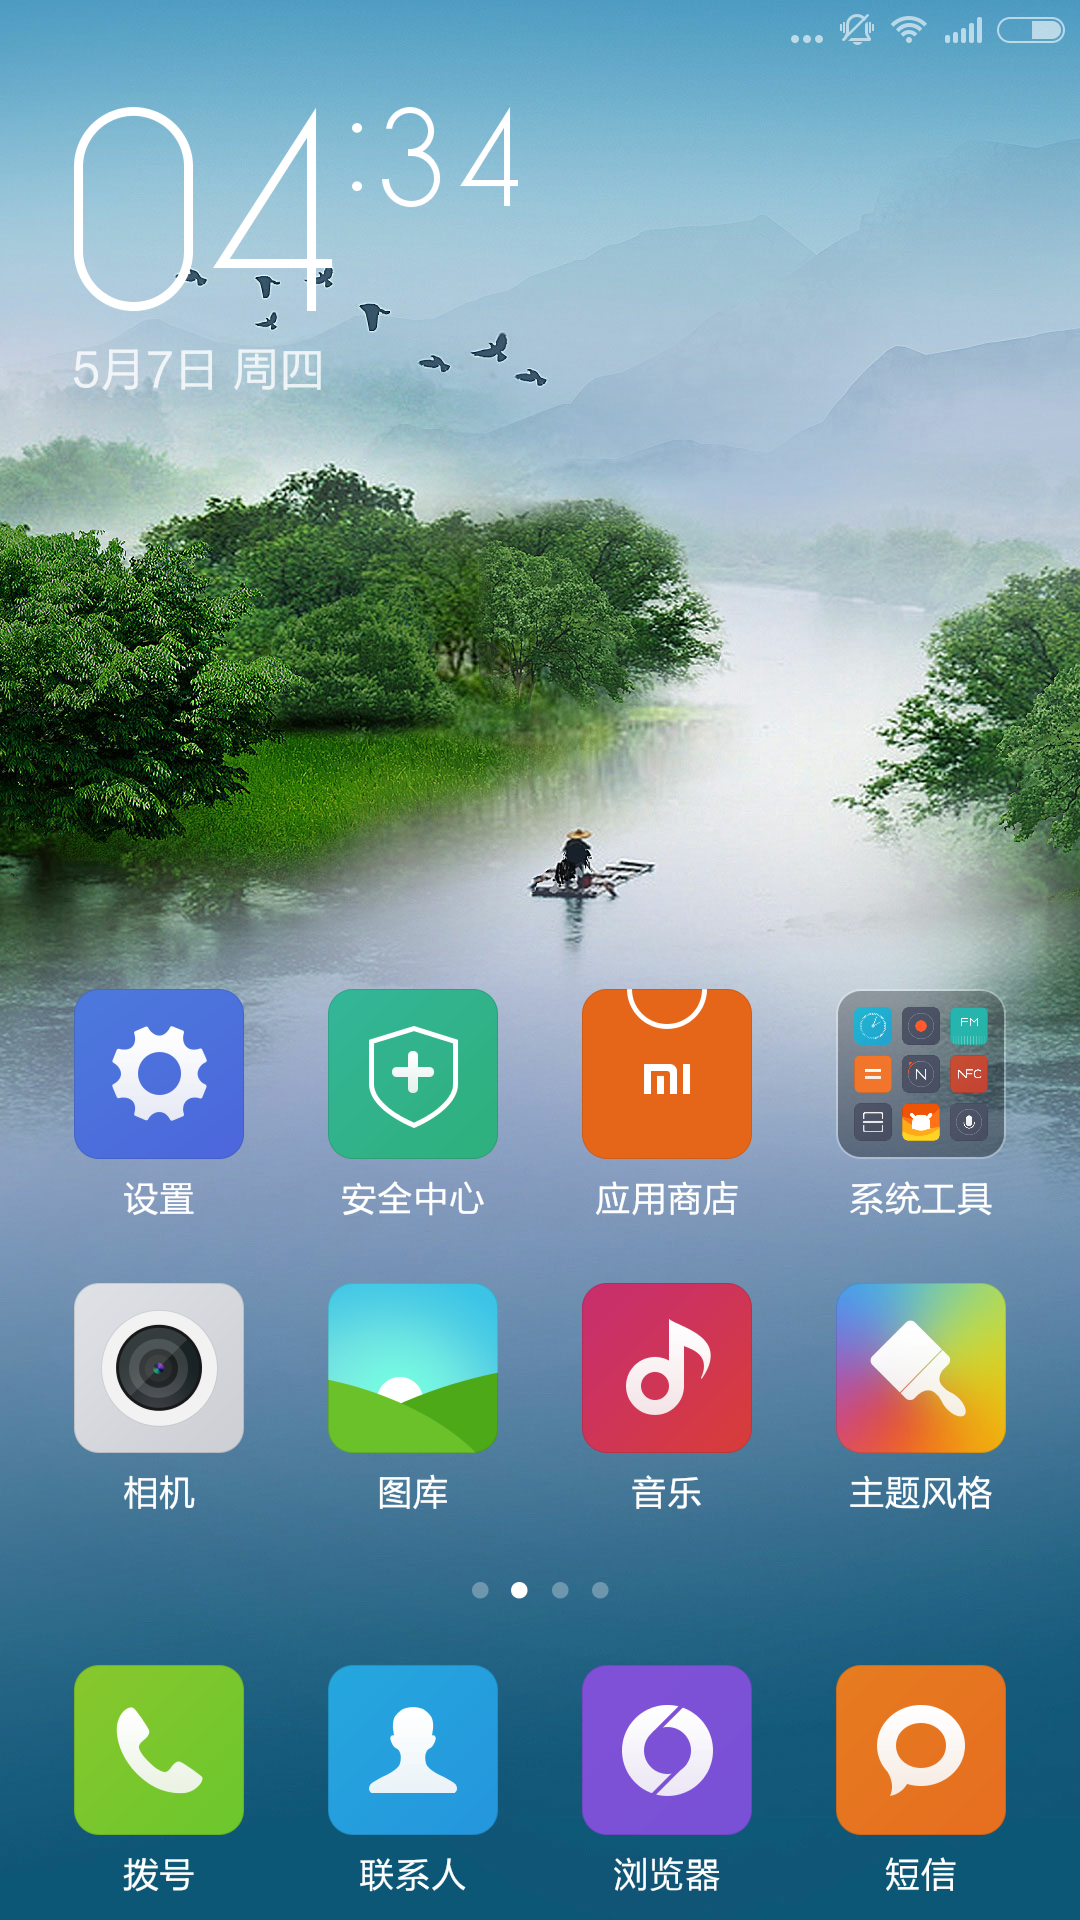 04:34
5月7日 周四
mi
FM
N
NFC
设置
安全中心
应用商店
系统工具
相机
图库
音乐
主题风格
拨号
联系人
浏览器
短信